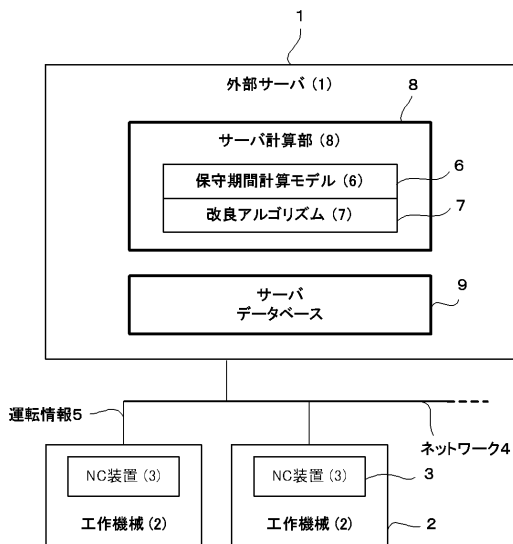 1
外部サーバ(1)
8
サーバ計算部(8)
保守期間計算モデル(6)
6
改良アルゴリズム(7)
7
サーバ
データベース
9
運転情報5
ネットワーク4
NC装置(3)
NC装置(3)
3
工作機械(2)
工作機械(2)
2